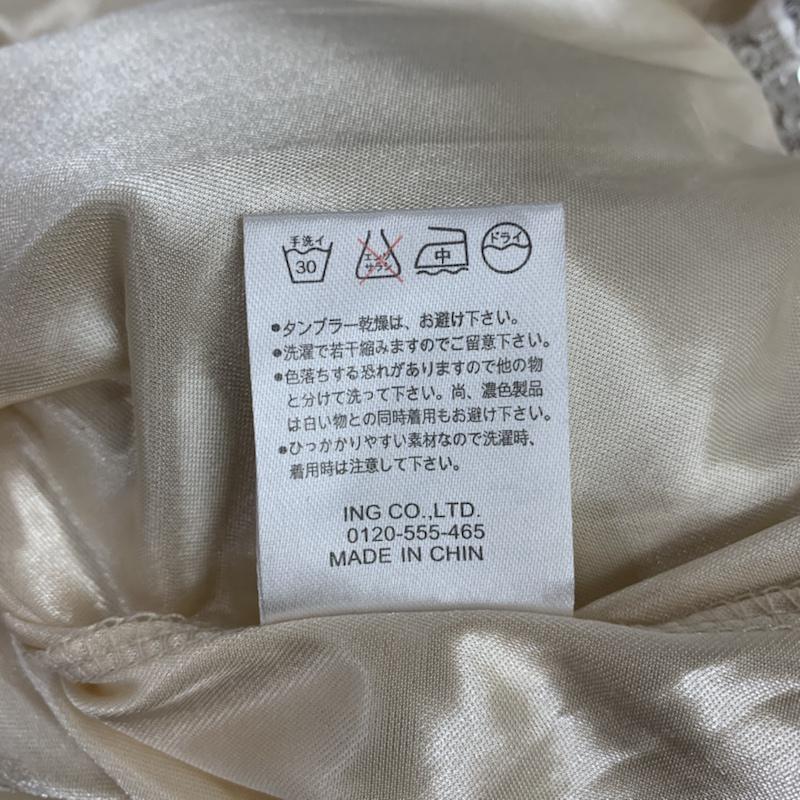 手洗イ 30 エンソ サラシ 中 ドライ
●タンブラー乾燥は、お避け下さい。
●洗濯で若干縮みますのでご留意下さい。
●色落ちする恐れがありますので他の物
と分けて洗って下さい。尚、濃色製品
は白い物との同時着用もお避け下さい。
●ひっかかりやすい素材なので洗濯時、
着用時は注意して下さい。
ING CO.,LTD.
0120-555-465
MADE IN CHIN